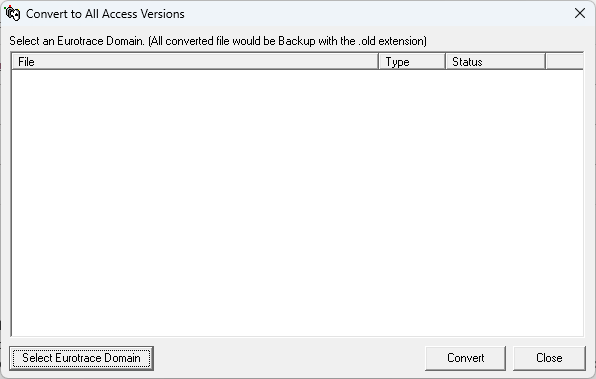 Convert to All Access Versions
Select an Eurotrace Domain. (All converted file would be Backup with the .old extension)
File Type Status
Select Eurotrace Domain Convert Close